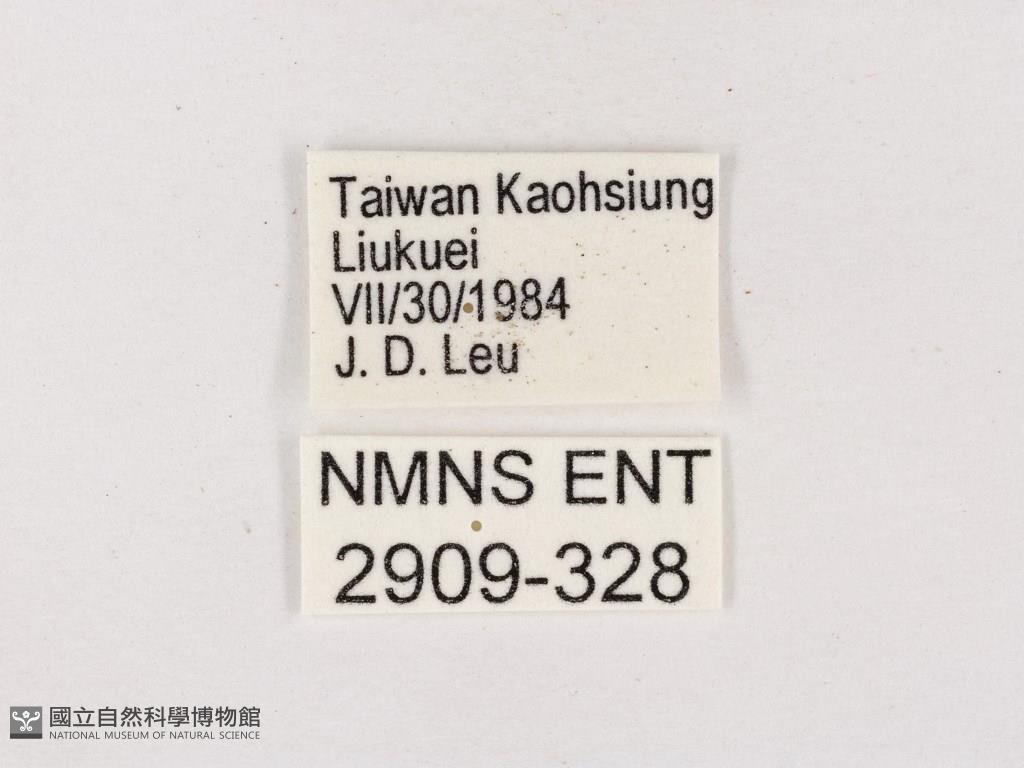 Taiwan Kaohsiung
Liukuei
VII/30/1984
J. D. Leu
NMNS ENT
2909-328
國立自然科學博物館
NATIONAL MUSEUM OF NATURAL SCIENCE